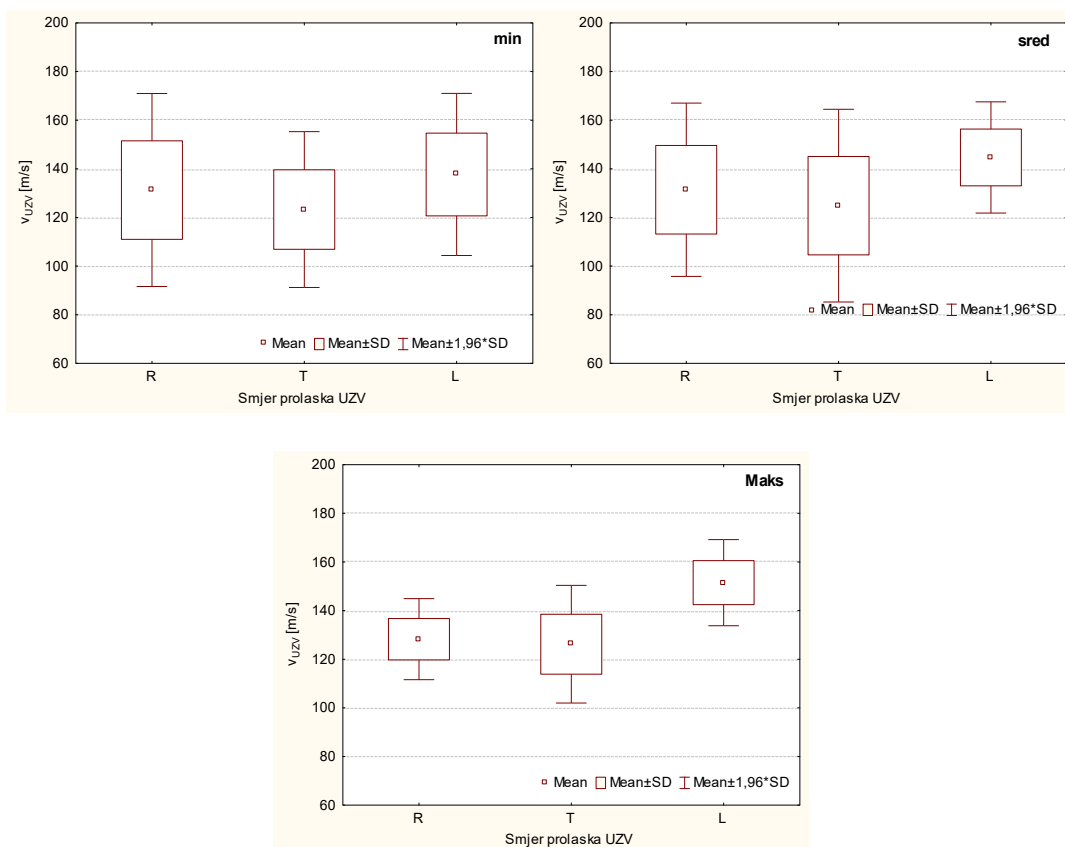 min
200
180
160
140
120
100
80
60
vUZV [m/s]
Mean Mean±SD Mean±1,96*SD
R T L
Smjer prolaska UZV
sred
200
180
160
140
120
100
80
60
vUZV [m/s]
Mean Mean±SD Mean±1,96*SD
R T L
Smjer prolaska UZV
Maks
200
180
160
140
120
100
80
60
vUZV [m/s]
Mean Mean±SD Mean±1,96*SD
R T L
Smjer prolaska UZV